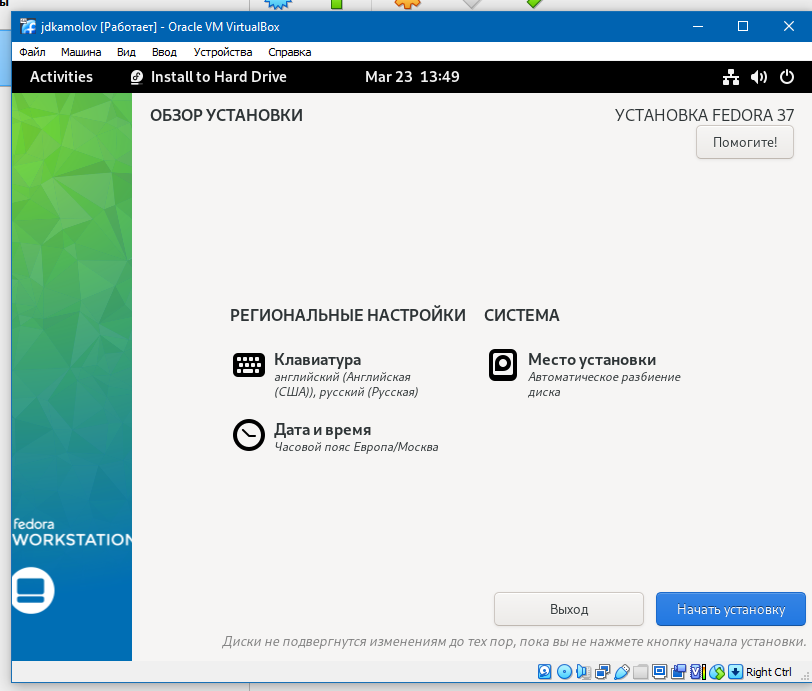 ы
jdkamolov [Работает] - Oracle VM VirtualBox
Файл Машина Вид Ввод Устройства Справка
Activities Install to Hard Drive Mar 23 13:49
ОБЗОР УСТАНОВКИ
УСТАНОВКА FEDORA 37
Помогите!
РЕГИОНАЛЬНЫЕ НАСТРОЙКИ
Клавиатура
английский (Английская
(США)), русский (Русская)
Дата и время
Часовой пояс Европа/Москва
СИСТЕМА
Место установки
Автоматическое разбиение
диска
fedora
WORKSTATION
Выход
Начать установку
Диски не подвергнутся изменениям до тех пор, пока вы не нажмете кнопку начала установки.
Right Ctrl